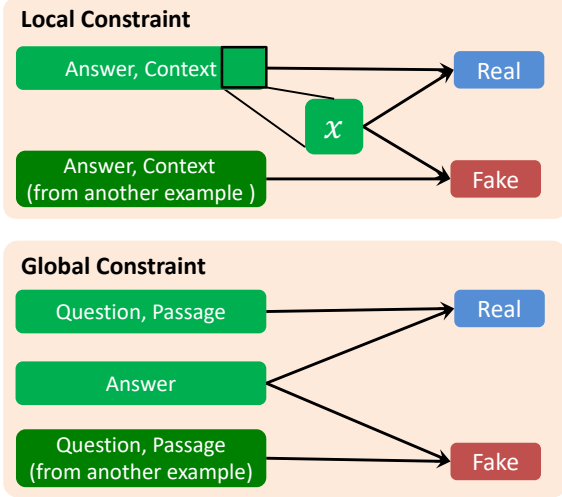 Local Constraint
Answer, Context
Real
x
Answer, Context
(from another example )
Fake
Global Constraint
Question, Passage
Real
Answer
Question, Passage
(from another example)
Fake